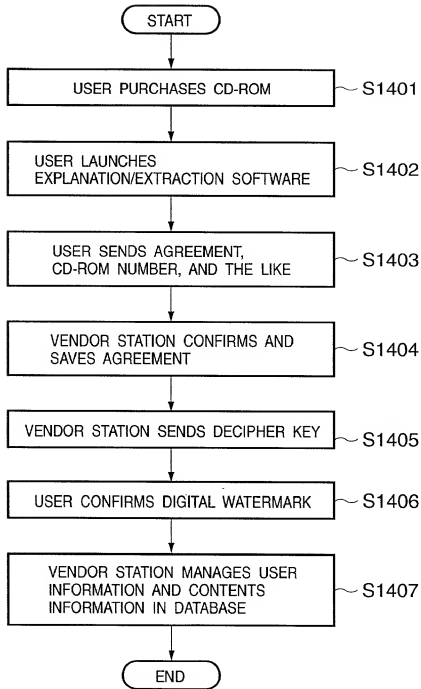 START
USER PURCHASES CD-ROM
S1401
USER LAUNCHES
EXPLANATION/EXTRACTION SOFTWARE
S1402
USER SENDS AGREEMENT,
CD-ROM NUMBER, AND THE LIKE
S1403
VENDOR STATION CONFIRMS AND
SAVES AGREEMENT
S1404
VENDOR STATION SENDS DECIPHER KEY
S1405
USER CONFIRMS DIGITAL WATERMARK
S1406
VENDOR STATION MANAGES USER
INFORMATION AND CONTENTS
INFORMATION IN DATABASE
S1407
END